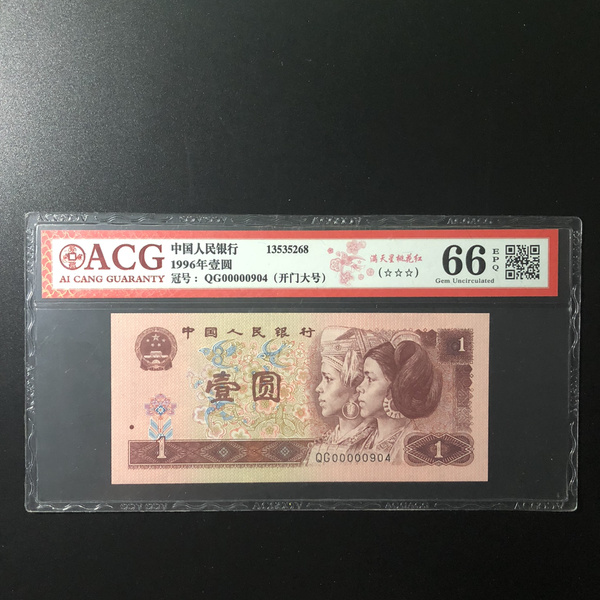 ACG
AI CANG GUARANTY
中国人民银行 13535268
1996年壹圆
冠号：QG00000904（开门大号）
满天星桃花红
(☆☆☆)
66 EPQ
Gem Uncirculated
中国人民银行
1
壹圆
1
QG00000904
1